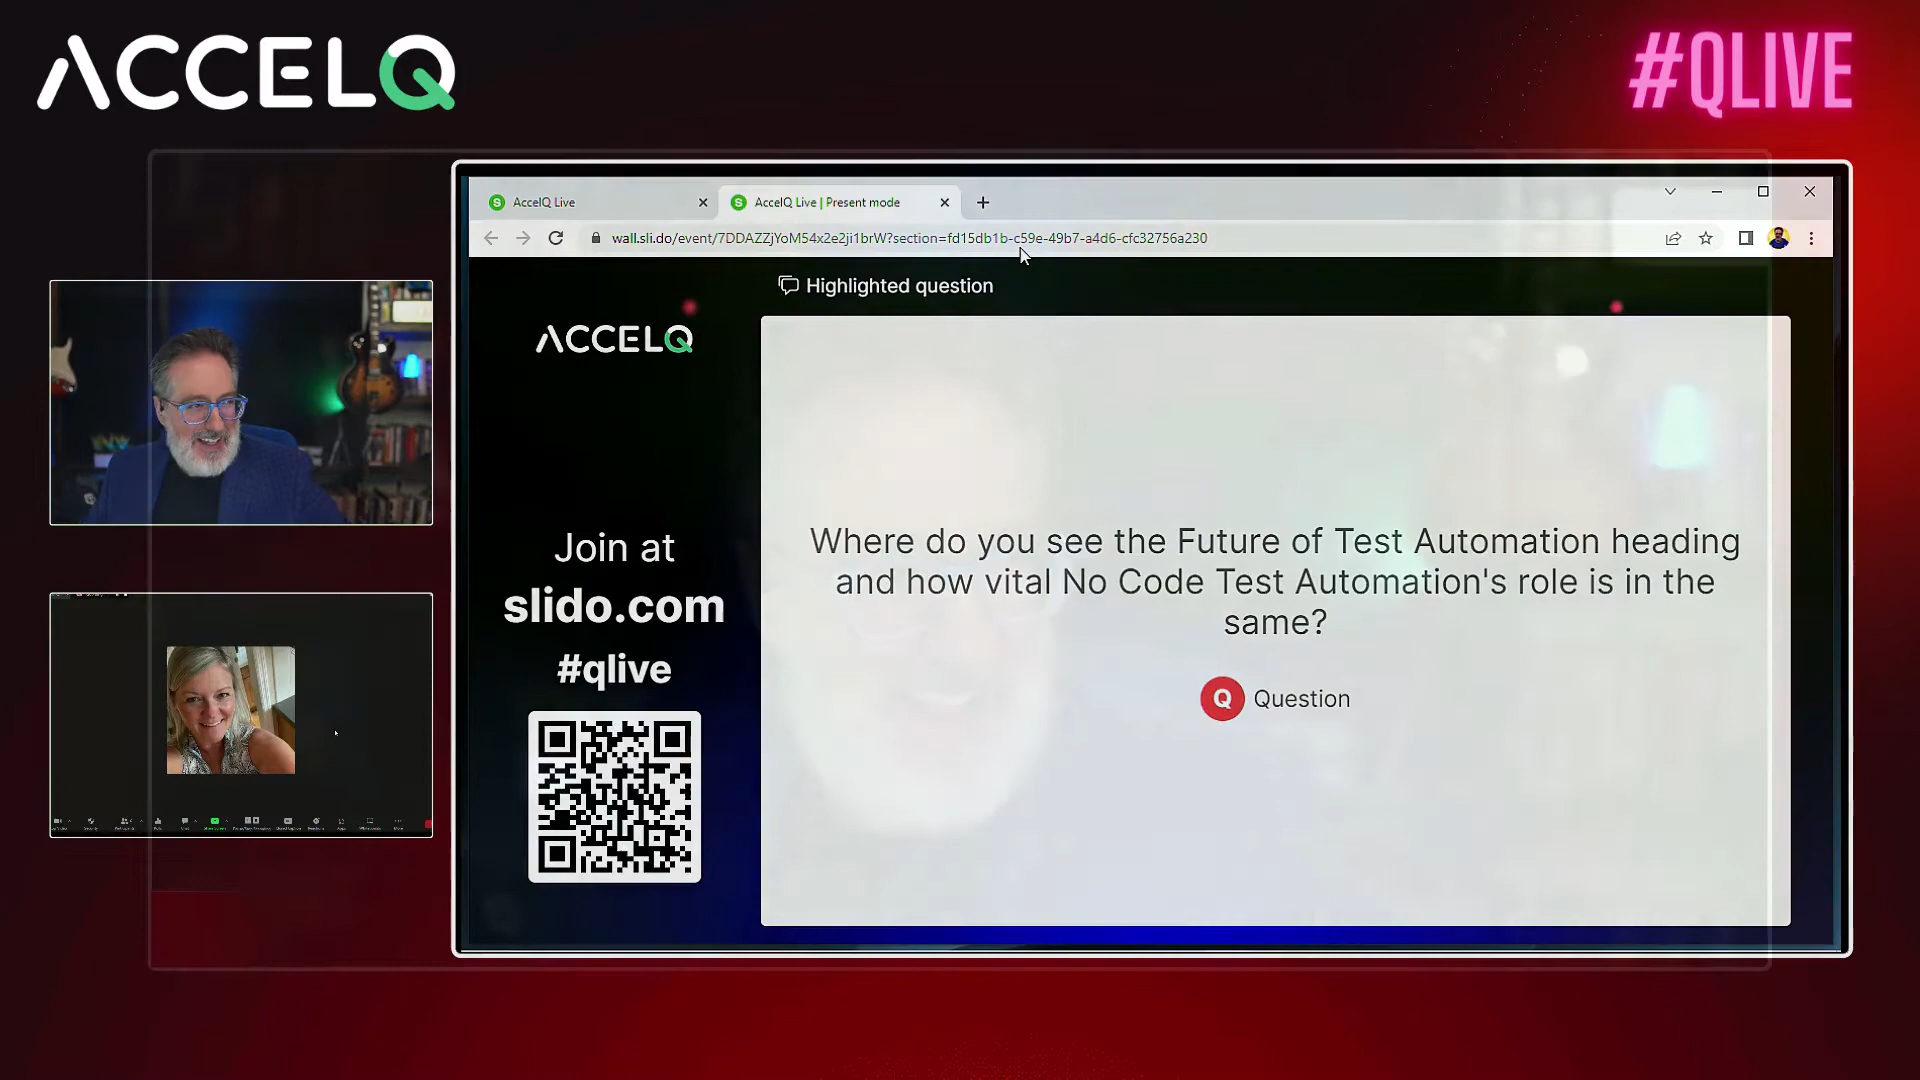 ACCELQ
#QLIVE
AccelQ Live
AccelQ Live | Present mode
wall.sli.do/event/7DDAZZjYoM54x2e2ji1brW?section=fd15db1b-c59e-49b7-a4d6-cfc32756a230
Highlighted question
ACCELQ
Join at
slido.com
#qlive
Where do you see the Future of Test Automation heading
and how vital No Code Test Automation's role is in the
same?
Q Question